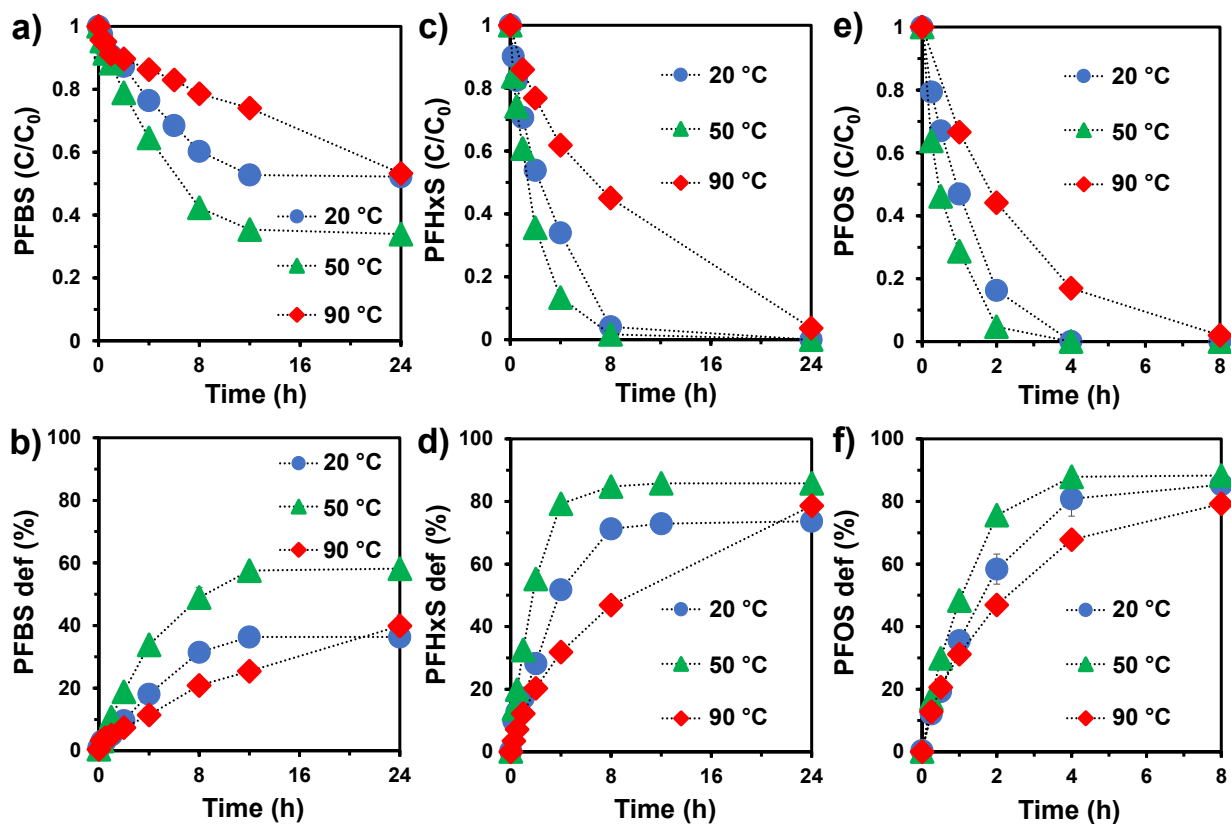 a)
PFBS (C/C0)
1
0.8
0.6
0.4
0.2
0
0 8 16 24
Time (h)
20 °C
50 °C
90 °C
c)
PFHxS (C/C0)
1
0.8
0.6
0.4
0.2
0
0 8 16 24
Time (h)
20 °C
50 °C
90 °C
e)
PFOS (C/C0)
1
0.8
0.6
0.4
0.2
0
0 2 4 6 8
Time (h)
20 °C
50 °C
90 °C
b)
PFBS def (%)
100
80
60
40
20
0
0 8 16 24
Time (h)
20 °C
50 °C
90 °C
d)
PFHxS def (%)
100
80
60
40
20
0
0 8 16 24
Time (h)
20 °C
50 °C
90 °C
f)
PFOS def (%)
100
80
60
40
20
0
0 2 4 6 8
Time (h)
20 °C
50 °C
90 °C